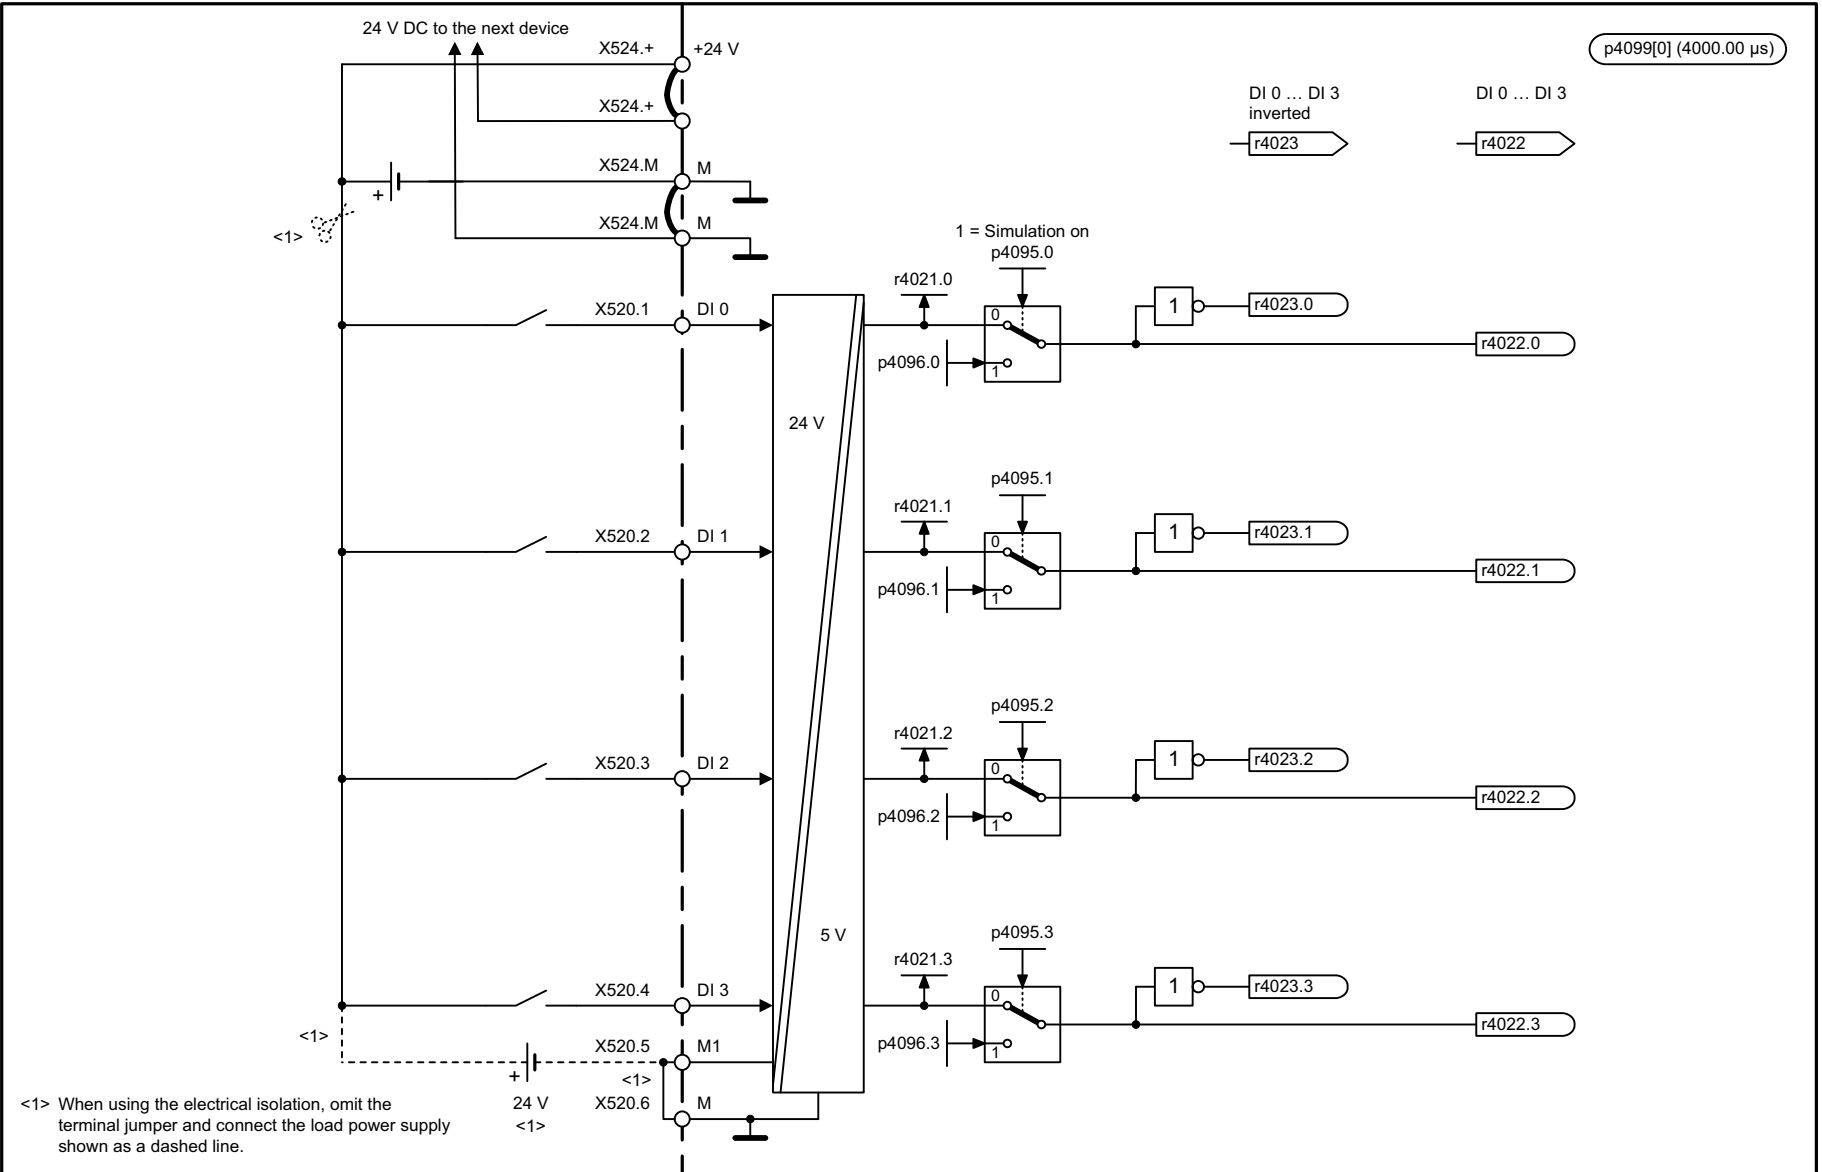 24 V DC to the next device
X524.+
+24 V
p4099[0] (4000.00 µs)
X524.+
DI 0 … DI 3
inverted
DI 0 … DI 3
r4023
r4022
X524.M
M
+
<1>
X524.M
M
1 = Simulation on
p4095.0
r4021.0
X520.1
DI 0
0
1
r4023.0
r4022.0
p4096.0
1
24 V
p4095.1
r4021.1
X520.2
DI 1
0
1
r4023.1
r4022.1
p4096.1
1
p4095.2
r4021.2
X520.3
DI 2
0
1
r4023.2
r4022.2
p4096.2
1
5 V
p4095.3
r4021.3
X520.4
DI 3
0
1
r4023.3
r4022.3
<1>
X520.5
M1
p4096.3
1
+
<1>
24 V
<1>
X520.6
M
<1> When using the electrical isolation, omit the
terminal jumper and connect the load power supply
shown as a dashed line.